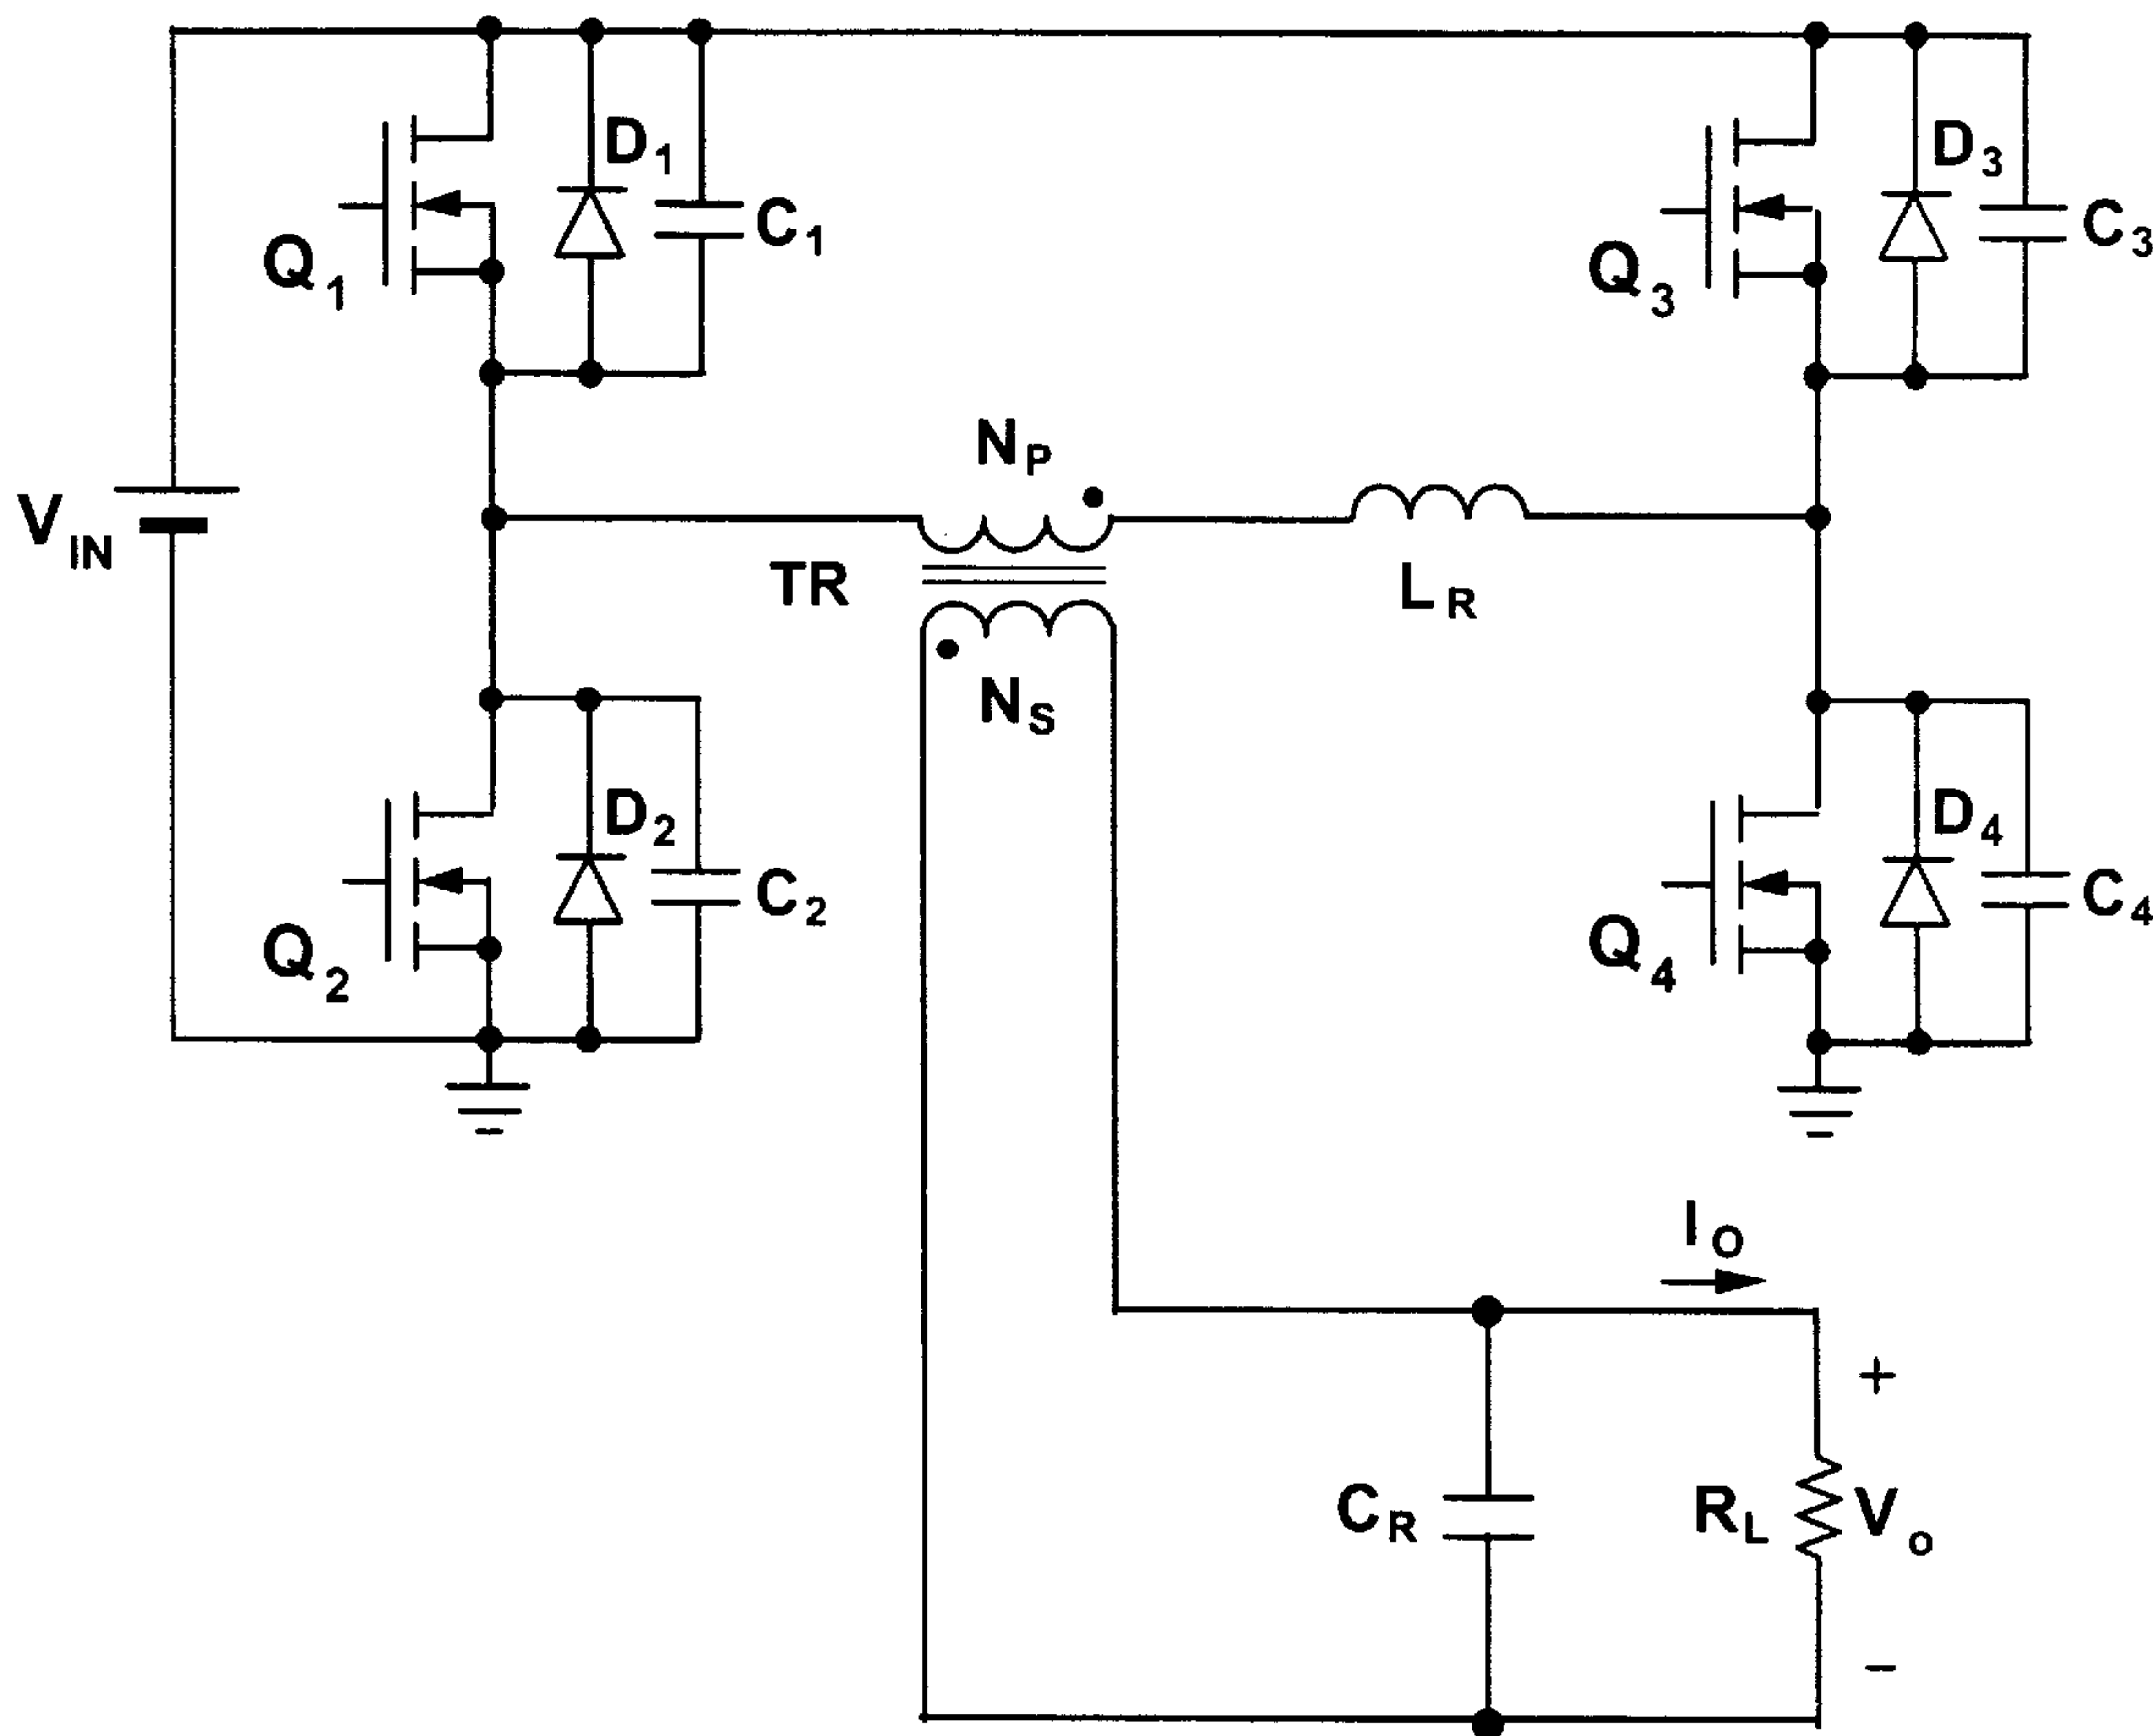 D1
C1
Q1
D3
C3
Q3
NP
VIN
TR
LR
NS
D2
C2
Q2
D4
C4
Q4
IO
+
CR
RL
Vo
−